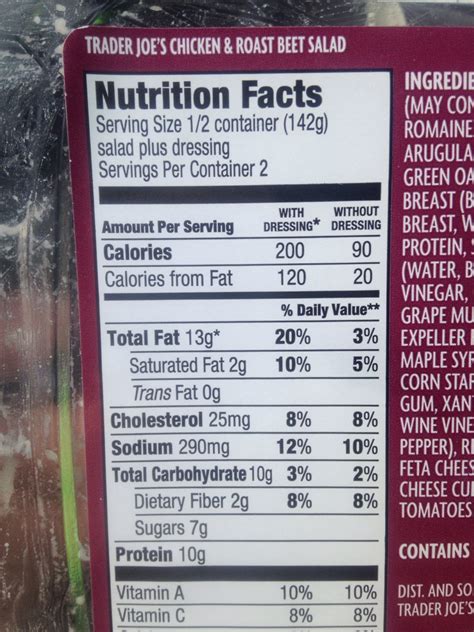 TRADER JOE'S CHICKEN & ROAST BEET SALAD
Nutrition Facts
Serving Size 1/2 container (142g)
salad plus dressing
Servings Per Container 2
Amount Per Serving WITH DRESSING* WITHOUT DRESSING
Calories 200 90
Calories from Fat 120 20
% Daily Value**
Total Fat 13g* 20% 3%
Saturated Fat 2g 10% 5%
Trans Fat 0g
Cholesterol 25mg 8% 8%
Sodium 290mg 12% 10%
Total Carbohydrate 10g 3% 2%
Dietary Fiber 2g 8% 8%
Sugars 7g
Protein 10g
Vitamin A 10% 10%
Vitamin C 8% 8%
INGREDIE
(MAY CON
ROMAINE
ARUGULA
GREEN OA
BREAST (B
BREAST, W
PROTEIN,
(WATER, B
VINEGAR,
GRAPE MU
EXPELLER
MAPLE SY
CORN STAR
GUM, XAN
WINE VINE
PEPPER), R
FETA CHEES
CHEESE CU
TOMATOES
CONTAINS
DIST. AND SO
TRADER JOE'S